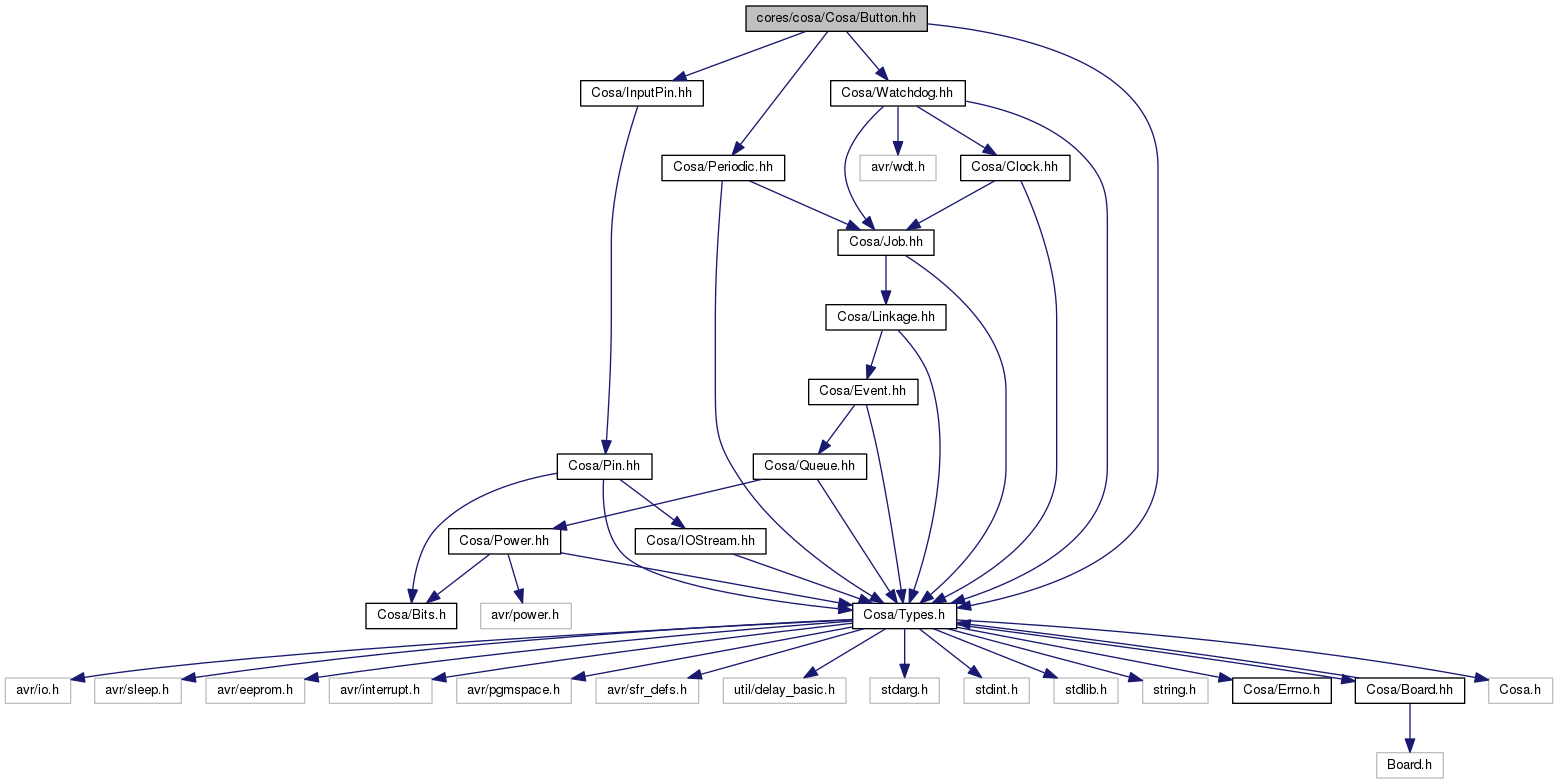 cores/cosa/Cosa/Button.hh
Cosa/InputPin.hh
Cosa/Watchdog.hh
Cosa/Periodic.hh
avr/wdt.h
Cosa/Clock.hh
Cosa/Job.hh
Cosa/Linkage.hh
Cosa/Event.hh
Cosa/Pin.hh
Cosa/Queue.hh
Cosa/Power.hh
Cosa/IOStream.hh
Cosa/Bits.h
avr/power.h
Cosa/Types.h
avr/io.h
avr/sleep.h
avr/eeprom.h
avr/interrupt.h
avr/pgmspace.h
avr/sfr_defs.h
util/delay_basic.h
stdarg.h
stdint.h
stdlib.h
string.h
Cosa/Errno.h
Cosa/Board.hh
Cosa.h
Board.h